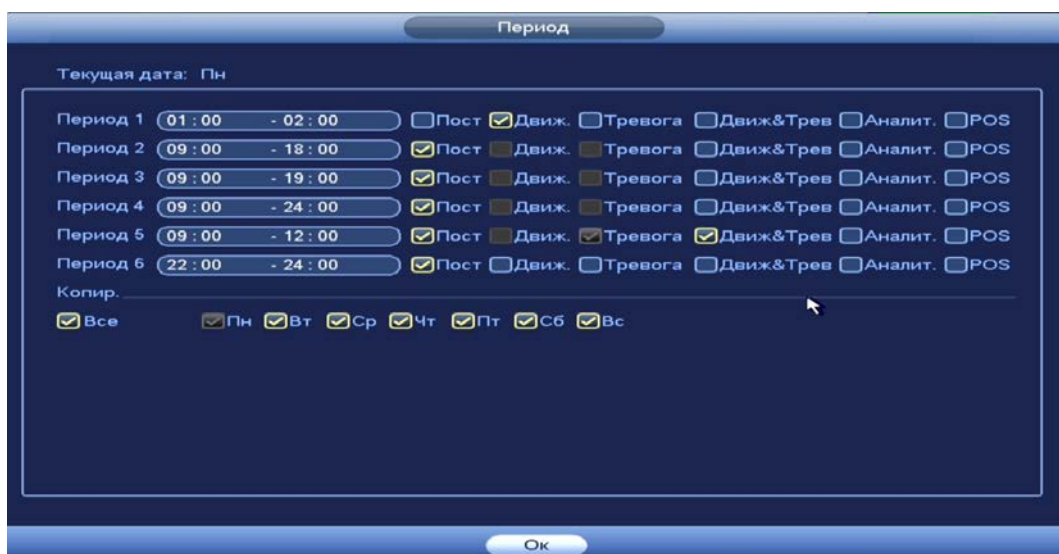 Период
Текущая дата: Пн
Период 1 01:00 - 02:00 Пост Движ. Тревога Движ&Трев Аналит. POS
Период 2 09:00 - 18:00 Пост Движ. Тревога Движ&Трев Аналит. POS
Период 3 09:00 - 19:00 Пост Движ. Тревога Движ&Трев Аналит. POS
Период 4 09:00 - 24:00 Пост Движ. Тревога Движ&Трев Аналит. POS
Период 5 09:00 - 12:00 Пост Движ. Тревога Движ&Трев Аналит. POS
Период 6 22:00 - 24:00 Пост Движ. Тревога Движ&Трев Аналит. POS
Копир.
Все Пн Вт Ср Чт Пт Сб Вс
Ок